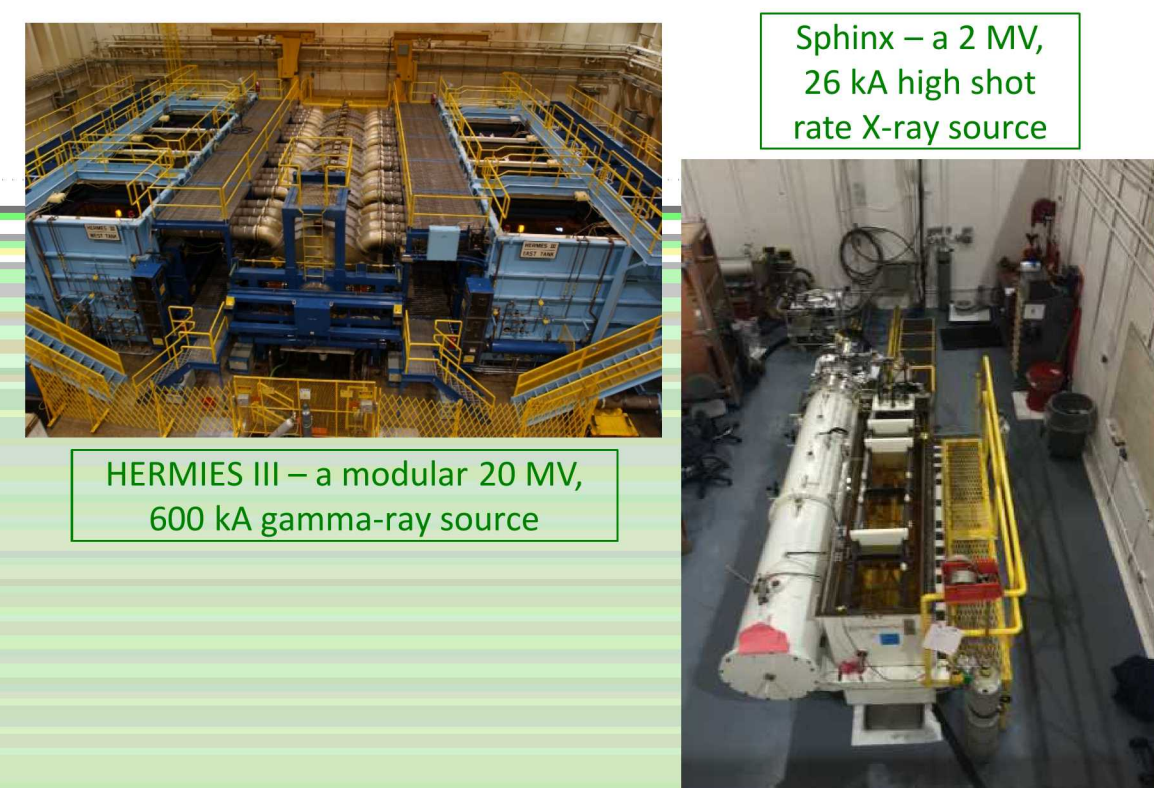 Sphinx – a 2 MV,
26 kA high shot
rate X-ray source
HERMES III
WEST TANK
HERMES III
EAST TANK
HERMIES III – a modular 20 MV,
600 kA gamma-ray source